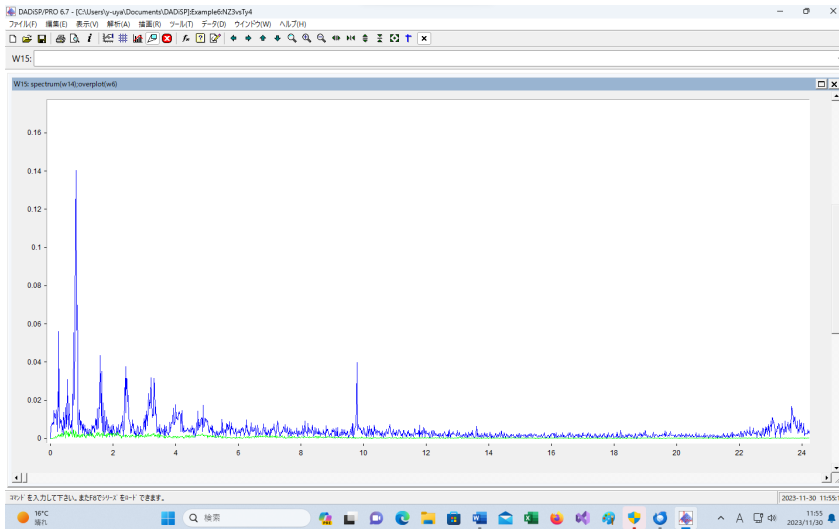 DADiSP/PRO 6.7 - [C:\Users\y-uya\Documents\DADiSP]:Example6:NZ3vsTy4
ファイル(F) 編集(E) 表示(V) 解析(A) 描画(R) ツール(T) データ(D) ウインドウ(W) ヘルプ(H)
W15:
W15: spectrum(w14);overplot(w6)
0.16
0.14
0.12
0.1
0.08
0.06
0.04
0.02
0
0 2 4 6 8 10 12 14 16 18 20 22 24
コマンド を入力して下さい。またF8でシリーズ をロード できます。
2023-11-30 11:55:1
16°C
晴れ
検索
A
11:55
2023/11/30